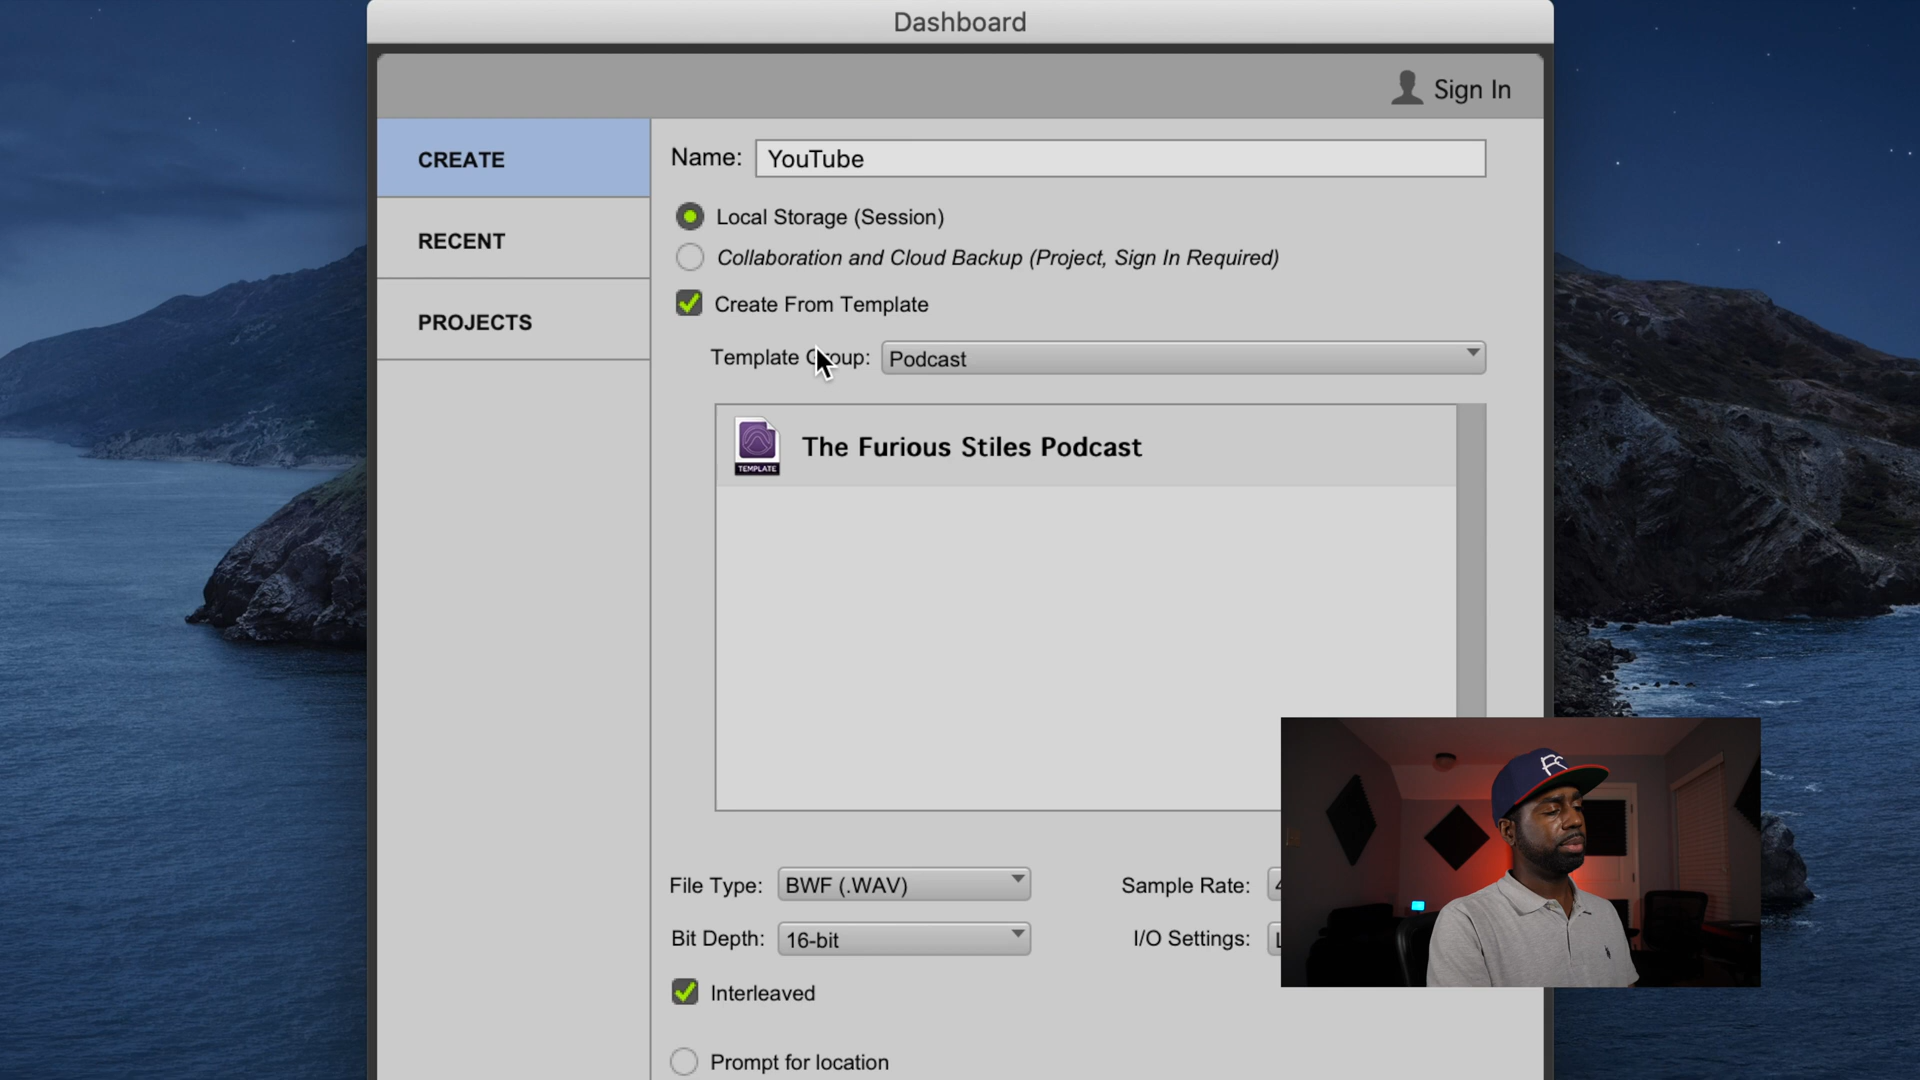 Dashboard
Sign In
CREATE
RECENT
PROJECTS
Name: YouTube
Local Storage (Session)
Collaboration and Cloud Backup (Project, Sign In Required)
Create From Template
Template Group: Podcast
TEMPLATE
The Furious Stiles Podcast
File Type: BWF (.WAV)
Sample Rate: 4
Bit Depth: 16-bit
I/O Settings: L
Interleaved
Prompt for location